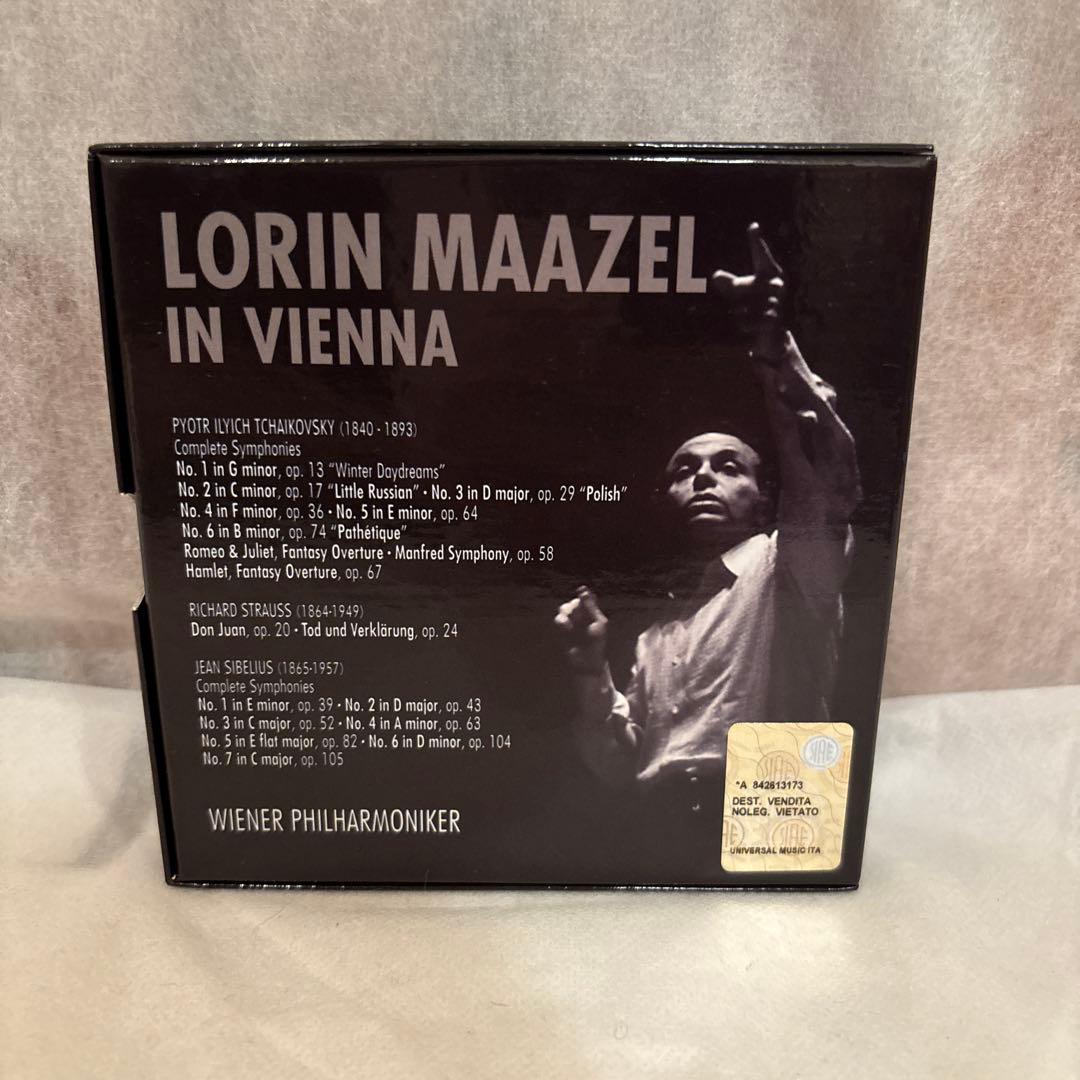 LORIN MAAZEL
IN VIENNA
PYOTR ILYICH TCHAIKOVSKY (1840 - 1893)
Complete Symphonies
No. 1 in G minor, op. 13 “Winter Daydreams”
No. 2 in C minor, op. 17 “Little Russian” • No. 3 in D major, op. 29 “Polish”
No. 4 in F minor, op. 36 • No. 5 in E minor, op. 64
No. 6 in B minor, op. 74 “Pathétique”
Romeo & Juliet, Fantasy Overture • Manfred Symphony, op. 58
Hamlet, Fantasy Overture, op. 67
RICHARD STRAUSS (1864-1949)
Don Juan, op. 20 • Tod und Verklärung, op. 24
JEAN SIBELIUS (1865-1957)
Complete Symphonies
No. 1 in E minor, op. 39 • No. 2 in D major, op. 43
No. 3 in C major, op. 52 • No. 4 in A minor, op. 63
No. 5 in E flat major, op. 82 • No. 6 in D minor, op. 104
No. 7 in C major, op. 105
WIENER PHILHARMONIKER
*A 842613173
DEST. VENDITA
NOLEG. VIETATO
UNIVERSAL MUSIC ITA